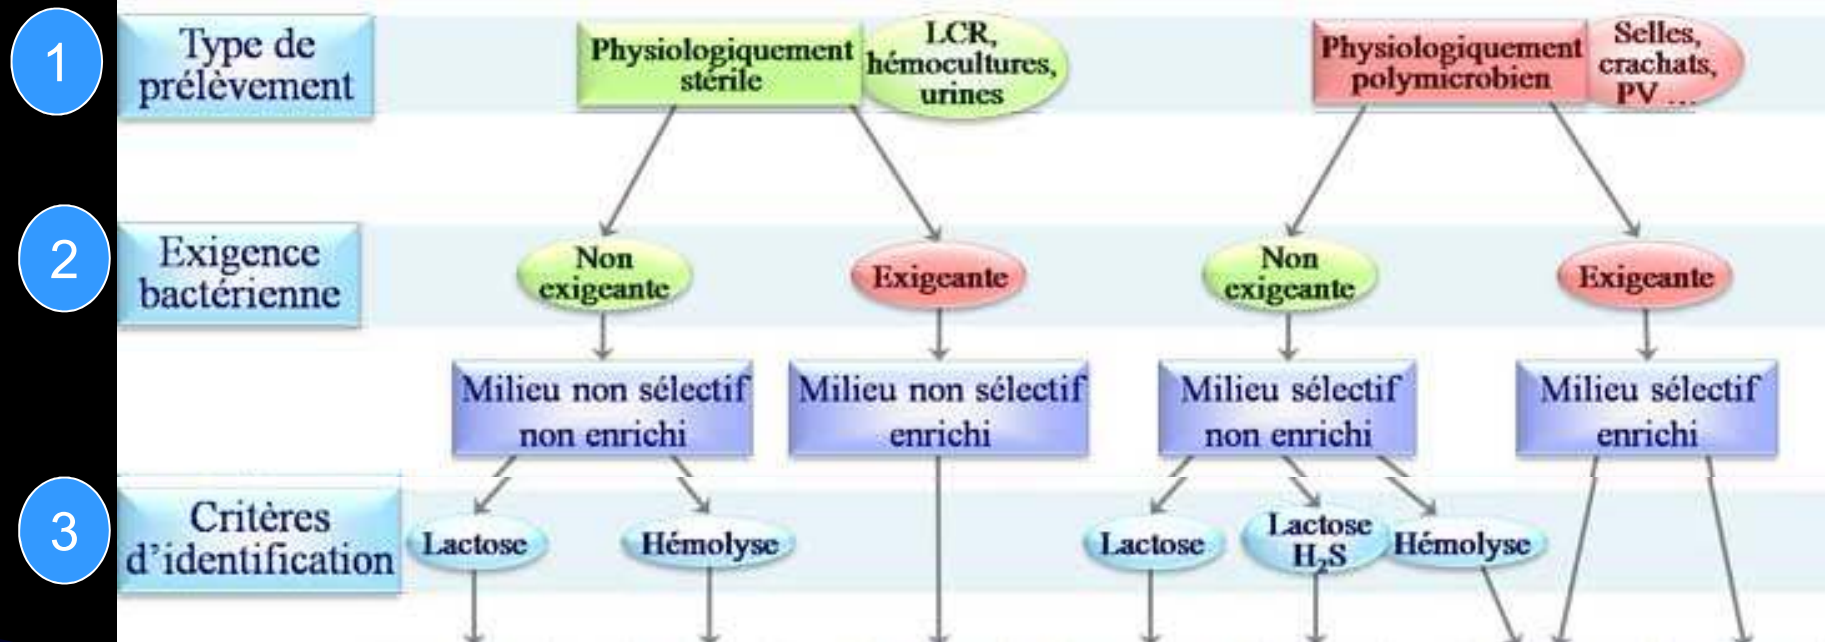 1
Type de
prélèvement
Physiologiquement
stérile
LCR,
hémocultures,
urines
Physiologiquement
polymicrobien
Selles,
crachats,
PV ...
2
Exigence
bactérienne
Non
exigeante
Exigeante
Non
exigeante
Exigeante
Milieu non sélectif
non enrichi
Milieu non sélectif
enrichi
Milieu sélectif
non enrichi
Milieu sélectif
enrichi
3
Critères
d'identification
Lactose
Hémolyse
Lactose
Lactose
H₂S
Hémolyse